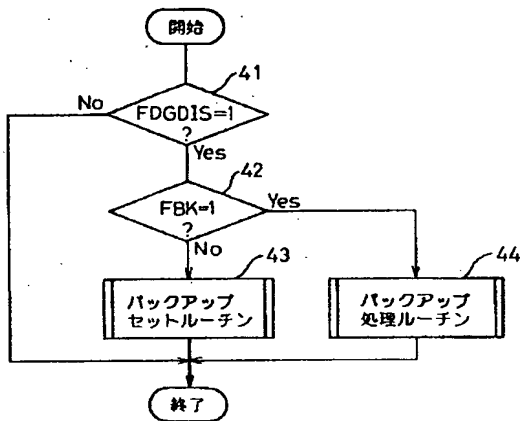 開始
41
No
FDGDIS=1
?
Yes
42
FBK=1
?
Yes
No
43
バックアップ
セットルーチン
44
バックアップ
処理ルーチン
終了